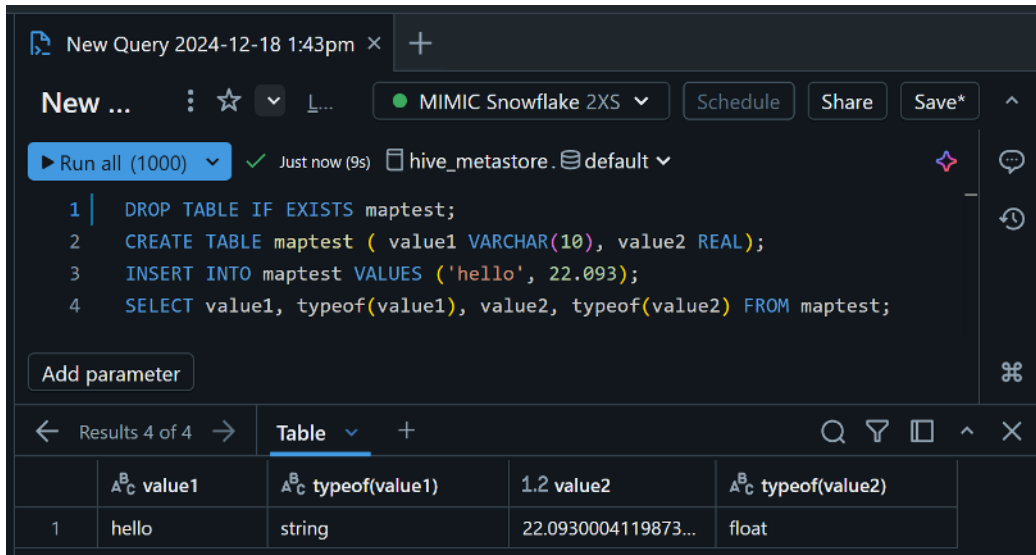 New Query 2024-12-18 1:43pm
New ... L... MIMIC Snowflake 2XS Schedule Share Save*
Run all (1000) Just now (9s) hive_metastore . default
1 DROP TABLE IF EXISTS maptest;
2 CREATE TABLE maptest ( value1 VARCHAR(10), value2 REAL);
3 INSERT INTO maptest VALUES ('hello', 22.093);
4 SELECT value1, typeof(value1), value2, typeof(value2) FROM maptest;
Add parameter
Results 4 of 4 Table
ABC value1 ABC typeof(value1) 1.2 value2 ABC typeof(value2)
1 hello string 22.0930004119873... float